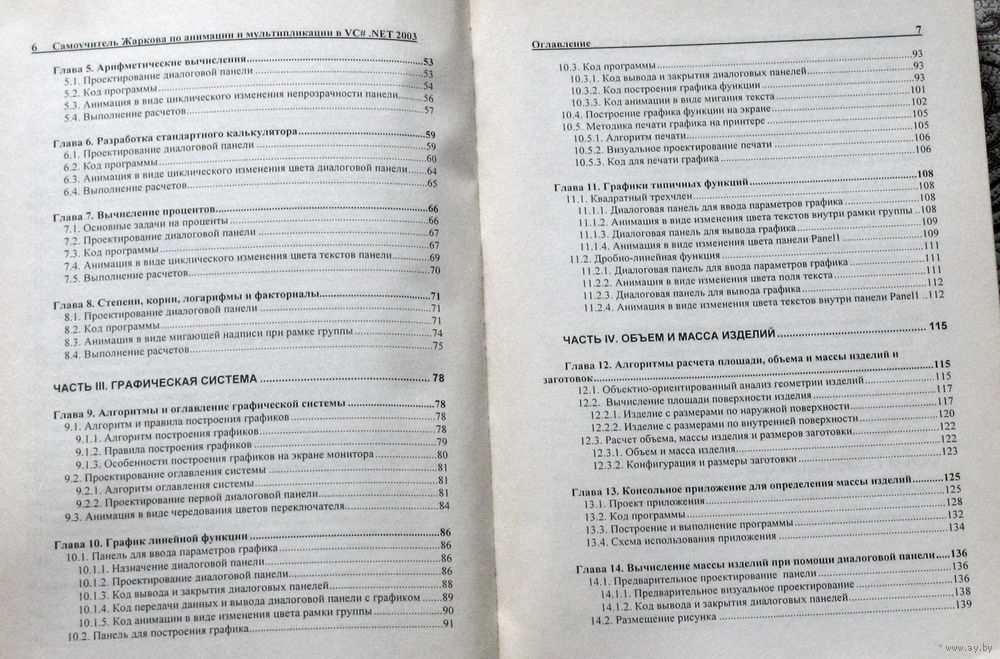 6 Самоучитель Жаркова по анимации и мультипликации в VC# .NET 2003
Глава 5. Арифметические вычисления 53
5.1. Проектирование диалоговой панели 53
5.2. Код программы 54
5.3. Анимация в виде циклического изменения непрозрачности панели 56
5.4. Выполнение расчетов 57
Глава 6. Разработка стандартного калькулятора 59
6.1. Проектирование диалоговой панели 59
6.2. Код программы 60
6.3. Анимация в виде циклического изменения цвета диалоговой панели 64
6.4. Выполнение расчетов 65
Глава 7. Вычисление процентов 66
7.1. Основные задачи на проценты 66
7.2. Проектирование диалоговой панели 67
7.3. Код программы 67
7.4. Анимация в виде циклического изменения цвета текстов панели 69
7.5. Выполнение расчетов 70
Глава 8. Степени, корни, логарифмы и факториалы 71
8.1. Проектирование диалоговой панели 71
8.2. Код программы 71
8.3. Анимация в виде мигающей надписи при рамке группы 74
8.4. Выполнение расчетов 75
ЧАСТЬ III. ГРАФИЧЕСКАЯ СИСТЕМА 78
Глава 9. Алгоритмы и оглавление графической системы 78
9.1. Алгоритм и правила построения графиков 78
9.1.1. Алгоритм построения графиков 78
9.1.2. Правила построения графиков 79
9.1.3. Особенности построения графиков на экране монитора 80
9.2. Проектирование оглавления системы 81
9.2.1. Алгоритм оглавления системы 81
9.2.2. Проектирование первой диалоговой панели 81
9.3. Анимация в виде чередования цветов переключателя 84
Глава 10. График линейной функции 86
10.1. Панель для ввода параметров графика 86
10.1.1. Назначение диалоговой панели 86
10.1.2. Проектирование диалоговой панели 86
10.1.3. Код вывода и закрытия диалоговых панелей 88
10.1.4. Код передачи данных и вывода диалоговой панели с графиком 89
10.1.5. Код анимации в виде изменения цвета рамки группы 90
10.2. Панель для построения графика 91
Оглавление 7
10.3. Код программы 93
10.3.1. Код вывода и закрытия диалоговых панелей 93
10.3.2. Код построения графика функции 93
10.3.3. Код анимации в виде мигания текста 101
10.4. Построение графика функции на экране 102
10.5. Методика печати графика на принтере 105
10.5.1. Алгоритм печати 105
10.5.2. Визуальное проектирование печати 106
10.5.3. Код для печати графика 106
Глава 11. Графики типичных функций 108
11.1. Квадратный трехчлен 108
11.1.1. Диалоговая панель для ввода параметров графика 108
11.1.2. Анимация в виде изменения цвета текстов внутри рамки группы 108
11.1.3. Диалоговая панель для вывода графика 109
11.1.4. Анимация в виде изменения цвета панели Panel1 109
11.2. Дробно-линейная функция 111
11.2.1. Диалоговая панель для ввода параметров графика 111
11.2.2. Анимация в виде изменения цвета поля текста 111
11.2.3. Диалоговая панель для вывода графика 112
11.2.4. Анимация в виде изменения цвета текстов внутри панели Panel1 112
ЧАСТЬ IV. ОБЪЕМ И МАССА ИЗДЕЛИЙ 115
Глава 12. Алгоритмы расчета площади, объема и массы изделий и
заготовок 115
12.1. Объектно-ориентированный анализ геометрии изделий 115
12.2. Вычисление площади поверхности изделия 117
12.2.1. Изделие с размерами по наружной поверхности 117
12.2.2. Изделие с размерами по внутренней поверхности 120
12.3. Расчет объема, массы изделия и размеров заготовки 122
12.3.1. Объем и масса изделия 122
12.3.2. Конфигурация и размеры заготовки 123
Глава 13. Консольное приложение для определения массы изделий 125
13.1. Проект приложения 125
13.2. Код программы 128
13.3. Построение и выполнение программы 132
13.4. Схема использования приложения 134
Глава 14. Вычисление массы изделий при помощи диалоговой панели 136
14.1. Предварительное проектирование панели 136
14.1.1. Предварительное визуальное проектирование 136
14.1.2. Код вывода и закрытия диалоговых панелей 138
14.2. Размещение рисунка 139
www.ay.by